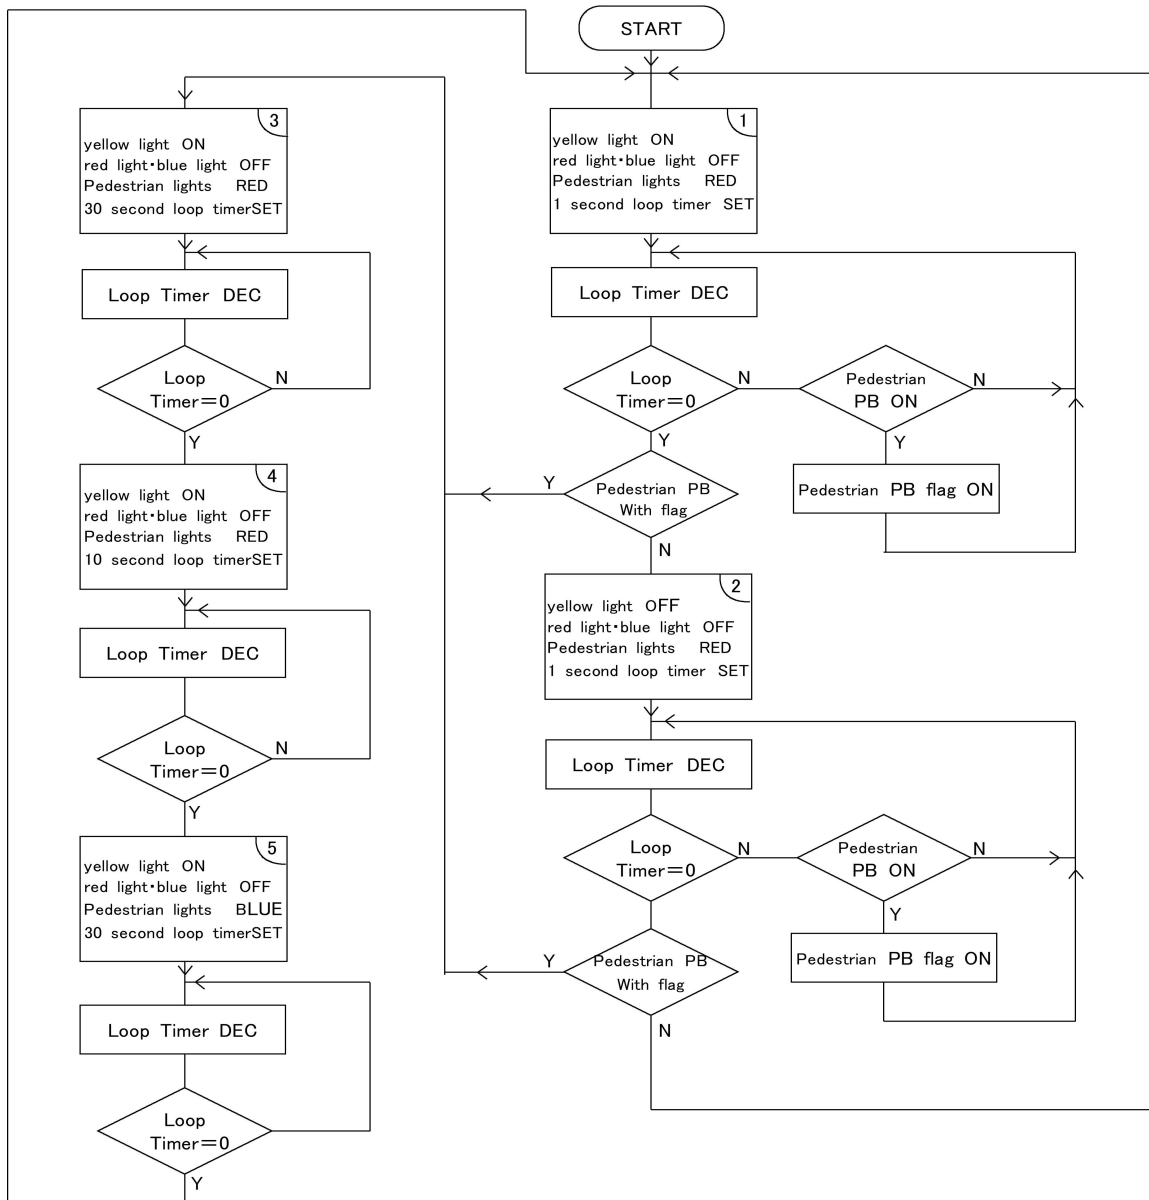 START
3
yellow light ON
red light・blue light OFF
Pedestrian lights RED
30 second loop timerSET
Loop Timer DEC
Loop
Timer=0
N
Y
4
yellow light ON
red light・blue light OFF
Pedestrian lights RED
10 second loop timerSET
Loop Timer DEC
Loop
Timer=0
N
Y
5
yellow light ON
red light・blue light OFF
Pedestrian lights BLUE
30 second loop timerSET
Loop Timer DEC
Loop
Timer=0
Y
1
yellow light ON
red light・blue light OFF
Pedestrian lights RED
1 second loop timer SET
Loop Timer DEC
Loop
Timer=0
N
Pedestrian
PB ON
N
Y
Pedestrian PB flag ON
Y
Pedestrian PB
With flag
Y
N
2
yellow light OFF
red light・blue light OFF
Pedestrian lights RED
1 second loop timer SET
Loop Timer DEC
Loop
Timer=0
N
Pedestrian
PB ON
N
Y
Pedestrian PB flag ON
Pedestrian PB
With flag
Y
N